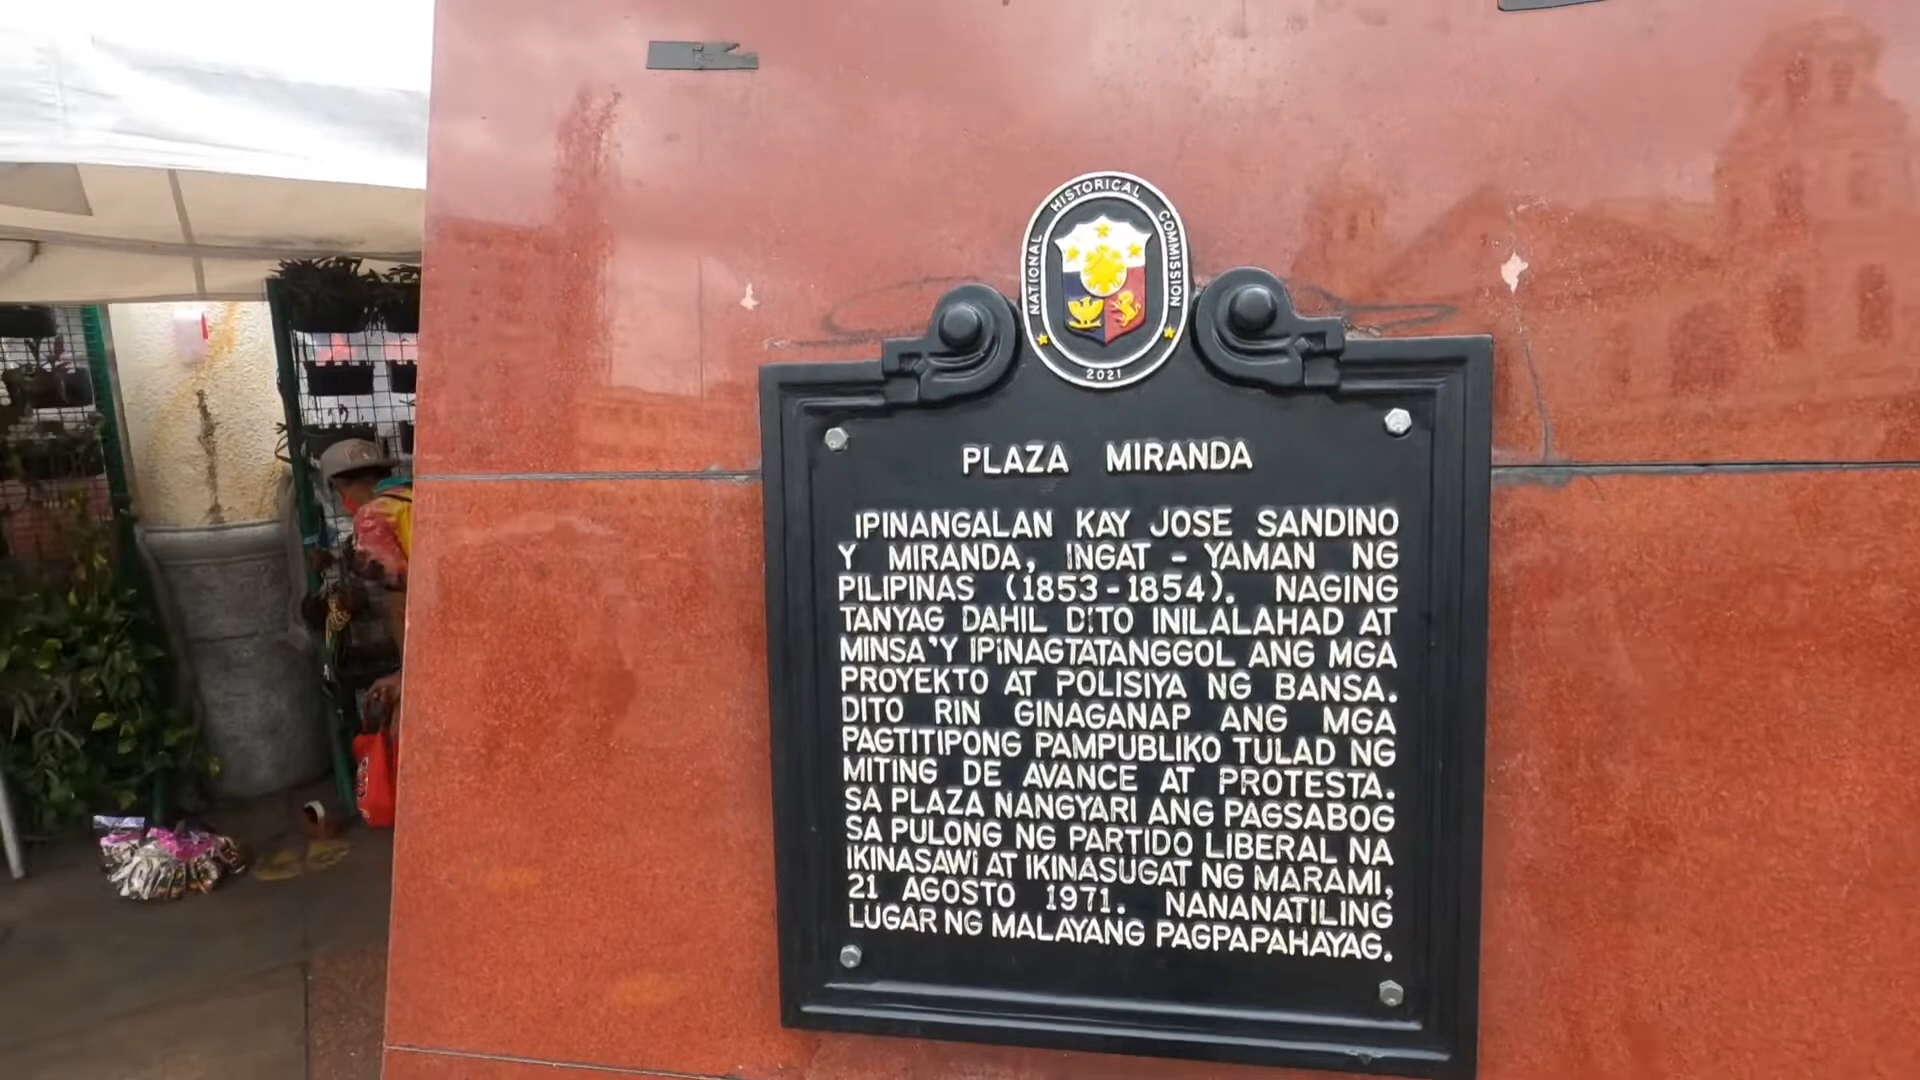 NATIONAL HISTORICAL COMMISSION
2021
PLAZA MIRANDA
IPINANGALAN KAY JOSE SANDINO
Y MIRANDA, INGAT - YAMAN NG
PILIPINAS (1853-1854). NAGING
TANYAG DAHIL DITO INILALAHAD AT
MINSA'Y IPINAGTATANGGOL ANG MGA
PROYEKTO AT POLISIYA NG BANSA.
DITO RIN GINAGANAP ANG MGA
PAGTITIPONG PAMPUBLIKO TULAD NG
MITING DE AVANCE AT PROTESTA.
SA PLAZA NANGYARI ANG PAGSABOG
SA PULONG NG PARTIDO LIBERAL NA
IKINASAWI AT IKINASUGAT NG MARAMI,
21 AGOSTO 1971. NANANATILING
LUGAR NG MALAYANG PAGPAPAHAYAG.